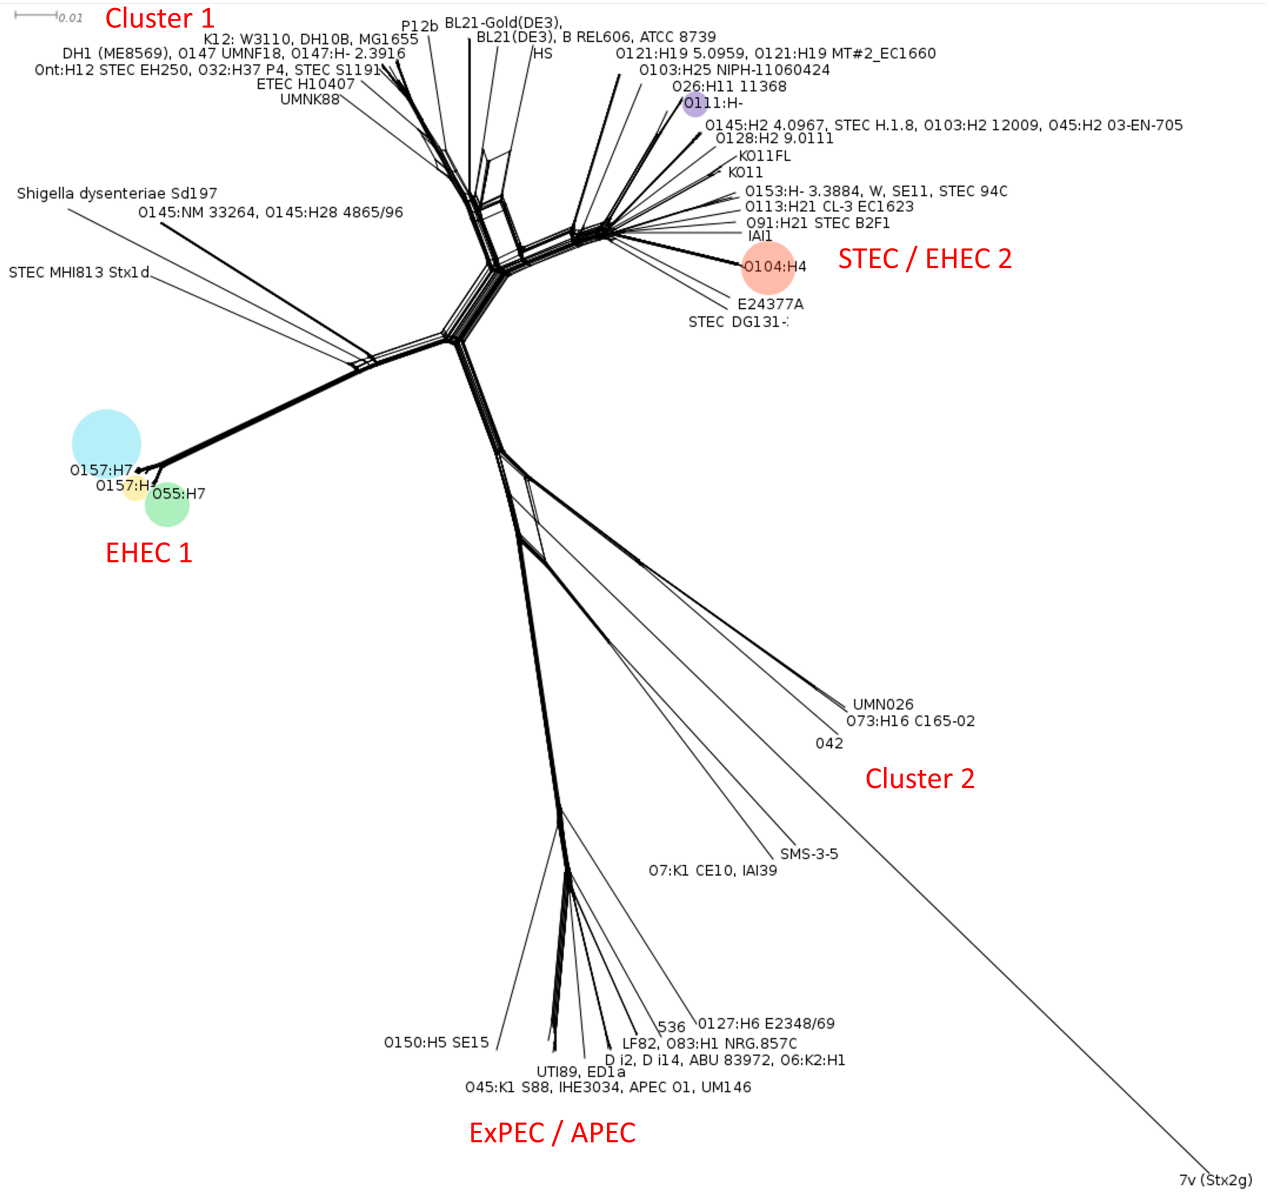 0.01
Cluster 1
P12b
BL21-Gold(DE3),
BL21(DE3), B REL606, ATCC 8739
K12: W3110, DH10B, MG1655
DH1 (ME8569), O147 UMNF18, O147:H- 2.3916
HS
O121:H19 5.0959, O121:H19 MT#2_EC1660
Ont:H12 STEC EH250, O32:H37 P4, STEC S1191
O103:H25 NIPH-11060424
ETEC H10407
O26:H11 11368
UMNK88
O111:H-
O145:H2 4.0967, STEC H.1.8, O103:H2 12009, O45:H2 03-EN-705
O128:H2 9.0111
KO11FL
KO11
Shigella dysenteriae Sd197
O153:H- 3.3884, W, SE11, STEC 94C
O145:NM 33264, O145:H28 4865/96
O113:H21 CL-3 EC1623
O91:H21 STEC B2F1
IAI1
STEC / EHEC 2
STEC MHI813 Stx1d
O104:H4
E24377A
STEC DG131-
O157:H7
O157:H-
O55:H7
EHEC 1
UMN026
O73:H16 C165-02
042
Cluster 2
SMS-3-5
O7:K1 CE10, IAI39
536
O127:H6 E2348/69
O150:H5 SE15
LF82, O83:H1 NRG.857C
D i2, D i14, ABU 83972, O6:K2:H1
UTI89, ED1a
O45:K1 S88, IHE3034, APEC O1, UM146
ExPEC / APEC
7v (Stx2g)